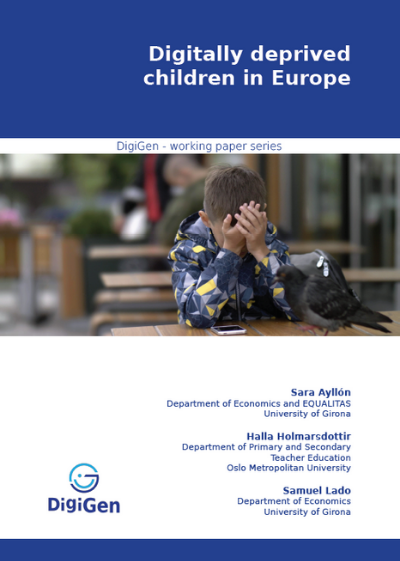 Digitally deprived
children in Europe
DigiGen - working paper series
Sara Ayllón
Department of Economics and EQUALITAS
University of Girona
Halla Holmarsdottir
Department of Primary and Secondary
Teacher Education
Oslo Metropolitan University
Samuel Lado
Department of Economics
University of Girona
DigiGen